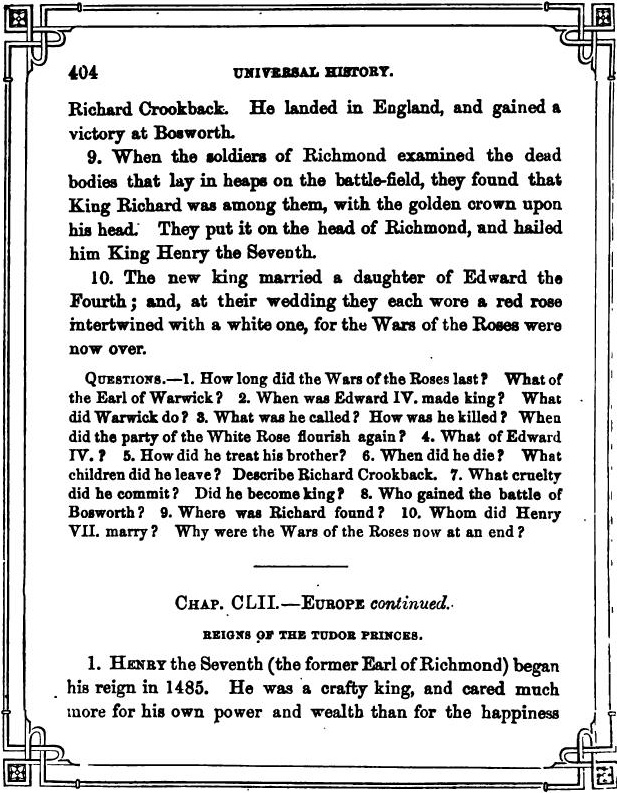 404 UNIVERSAL HISTORY.
Richard Crookback. He landed in England, and gained a
victory at Bosworth.
9. When the soldiers of Richmond examined the dead
bodies that lay in heaps on the battle-field, they found that
King Richard was among them, with the golden crown upon
his head. They put it on the head of Richmond, and hailed
him King Henry the Seventh.
10. The new king married a daughter of Edward the
Fourth; and, at their wedding they each wore a red rose
intertwined with a white one, for the Wars of the Roses were
now over.
QUESTIONS.—1. How long did the Wars of the Roses last? What of
the Earl of Warwick? 2. When was Edward IV. made king? What
did Warwick do? 3. What was he called? How was he killed? When
did the party of the White Rose flourish again? 4. What of Edward
IV.? 5. How did he treat his brother? 6. When did he die? What
children did he leave? Describe Richard Crookback. 7. What cruelty
did he commit? Did he become king? 8. Who gained the battle of
Bosworth? 9. Where was Richard found? 10. Whom did Henry
VII. marry? Why were the Wars of the Roses now at an end?
CHAP. CLII.—EUROPE continued.
REIGNS OF THE TUDOR PRINCES.
1. HENRY the Seventh (the former Earl of Richmond) began
his reign in 1485. He was a crafty king, and cared much
more for his own power and wealth than for the happiness